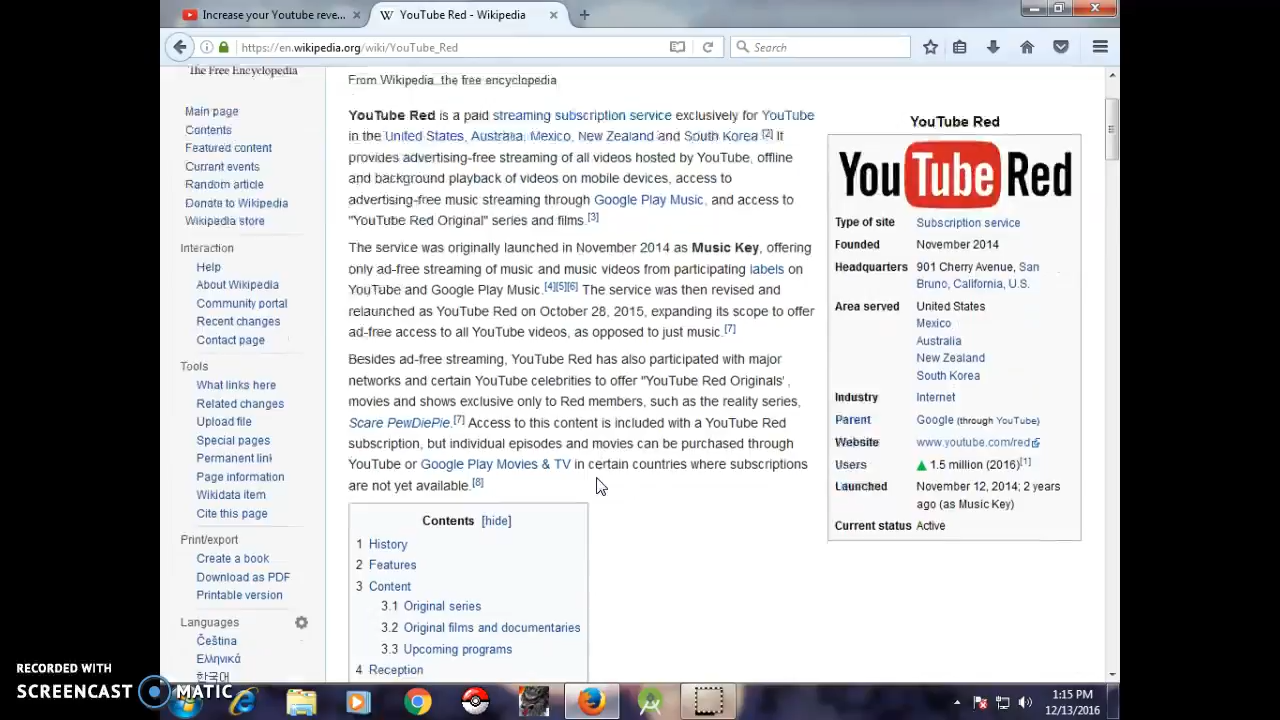 Increase your Youtube reve...
YouTube Red - Wikipedia
https://en.wikipedia.org/wiki/YouTube_Red
Search
The Free Encyclopedia
Main page
Contents
Featured content
Current events
Random article
Donate to Wikipedia
Wikipedia store
Interaction
Help
About Wikipedia
Community portal
Recent changes
Contact page
Tools
What links here
Related changes
Upload file
Special pages
Permanent link
Page information
Wikidata item
Cite this page
Print/export
Create a book
Download as PDF
Printable version
Languages
Čeština
Ελληνικά
한국어
From Wikipedia the free encyclopedia
YouTube Red is a paid streaming subscription service exclusively for YouTube
in the United States, Australia, Mexico, New Zealand and South Korea.[2] It
provides advertising-free streaming of all videos hosted by YouTube, offline
and background playback of videos on mobile devices, access to
advertising-free music streaming through Google Play Music, and access to
"YouTube Red Original" series and films.[3]
The service was originally launched in November 2014 as Music Key, offering
only ad-free streaming of music and music videos from participating labels on
YouTube and Google Play Music.[4][5][6] The service was then revised and
relaunched as YouTube Red on October 28, 2015, expanding its scope to offer
ad-free access to all YouTube videos, as opposed to just music.[7]
Besides ad-free streaming, YouTube Red has also participated with major
networks and certain YouTube celebrities to offer "YouTube Red Originals',
movies and shows exclusive only to Red members, such as the reality series,
Scare PewDiePie.[7] Access to this content is included with a YouTube Red
subscription, but individual episodes and movies can be purchased through
YouTube or Google Play Movies & TV in certain countries where subscriptions
are not yet available.[8]
Contents [hide]
1 History
2 Features
3 Content
3.1 Original series
3.2 Original films and documentaries
3.3 Upcoming programs
4 Reception
YouTube Red
YouTube Red
Type of site Subscription service
Founded November 2014
Headquarters 901 Cherry Avenue, San
Bruno, California, U.S.
Area served United States
Mexico
Australia
New Zealand
South Korea
Industry Internet
Parent Google (through YouTube)
Website www.youtube.com/red
Users 1.5 million (2016)[1]
Launched November 12, 2014; 2 years
ago (as Music Key)
Current status Active
RECORDED WITH
SCREENCAST MATIC
1:15 PM
12/13/2016